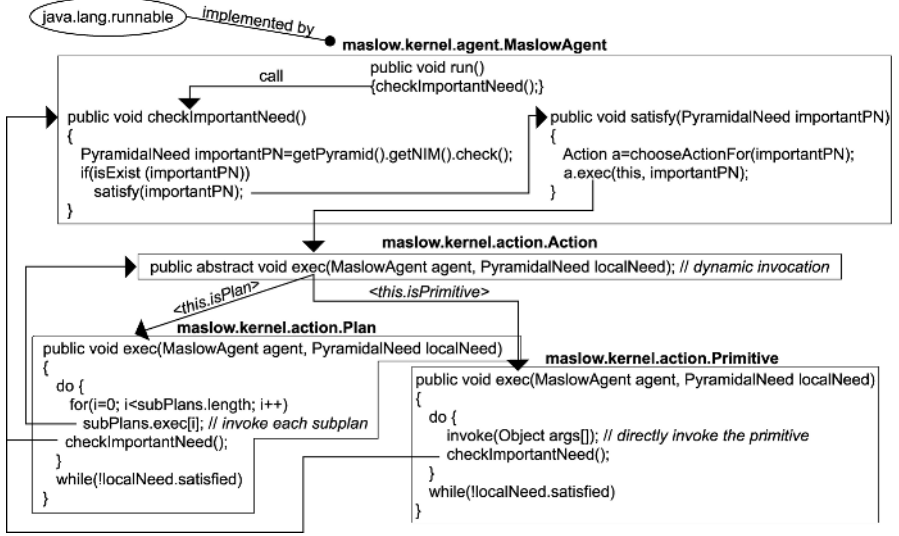 java.lang.runnable
implemented by
maslow.kernel.agent.MaslowAgent
call
public void run()
{checkImportantNeed();}
public void checkImportantNeed()
{
PyramidalNeed importantPN=getPyramid().getNIM().check();
if(isExist (importantPN))
satisfy(importantPN);
}
public void satisfy(PyramidalNeed importantPN)
{
Action a=chooseActionFor(importantPN);
a.exec(this, importantPN);
}
maslow.kernel.action.Action
public abstract void exec(MaslowAgent agent, PyramidalNeed localNeed); // dynamic invocation
<this.isPlan>
<this.isPrimitive>
maslow.kernel.action.Plan
public void exec(MaslowAgent agent, PyramidalNeed localNeed)
{
do {
for(i=0; i<subPlans.length; i++)
subPlans.exec[i]; // invoke each subplan
checkImportantNeed();
}
while(!localNeed.satisfied)
}
maslow.kernel.action.Primitive
public void exec(MaslowAgent agent, PyramidalNeed localNeed)
{
do {
invoke(Object args[]); // directly invoke the primitive
checkImportantNeed();
}
while(!localNeed.satisfied)
}